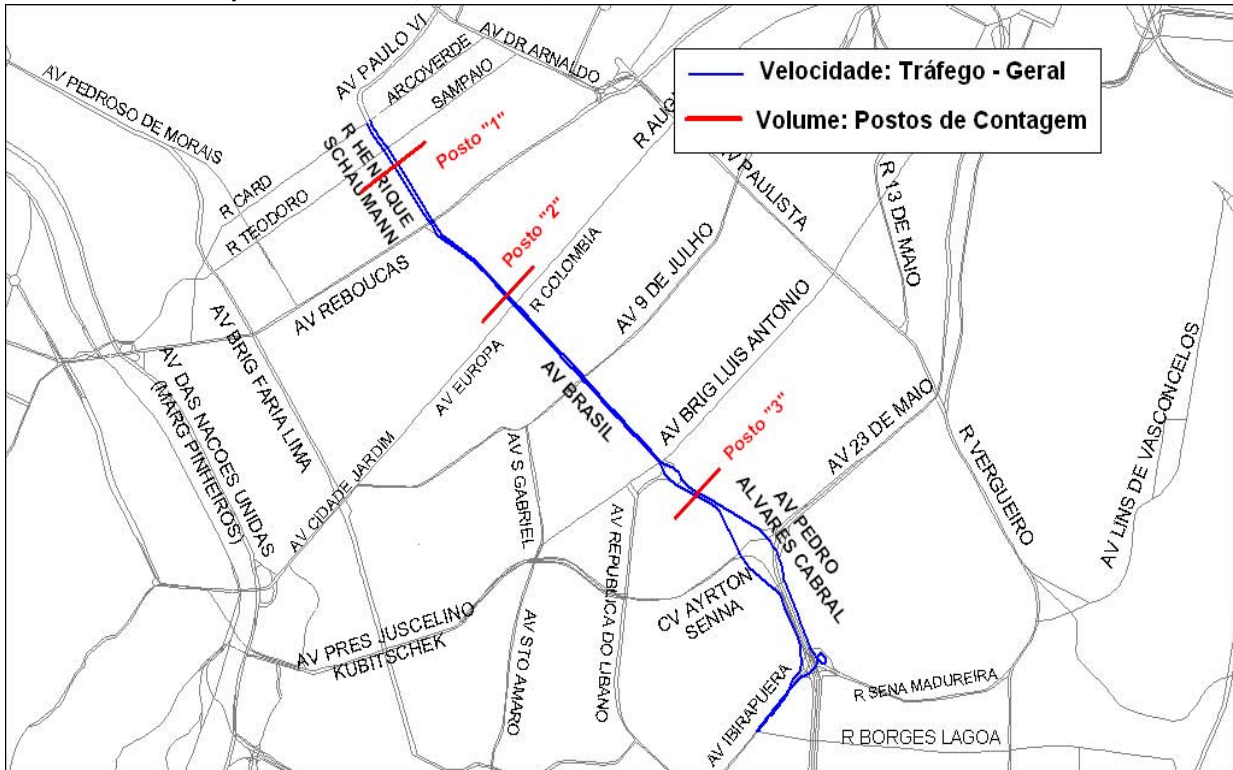 AV PAULO VI
AV DR ARNALDO
ARCOVERDE
SAMPAIO
AV PEDROSO DE MORAIS
Velocidade: Tráfego - Geral
Volume: Postos de Contagem
R HENRIQUE
SCHAUMANN
Posto "1"
R CARD
R TEODORO
R AUG
AV PAULISTA
R 13 DE MAIO
Posto "2"
R COLOMBIA
AV REBOUCAS
AV 9 DE JULHO
AV BRIG LUIS ANTONIO
AV BRIG FARIA LIMA
AV EUROPA
AV BRASIL
AV DAS NACOES UNIDAS
(MARG PINHEIROS)
AV CIDADE JARDIM
Posto "3"
AV 23 DE MAIO
R VERGUEIRO
AV LINS DE VASCONCELOS
AV S GABRIEL
AV REPUBLICA DO LIBANO
AV PEDRO
ALVARES CABRAL
CV AYRTON
SENNA
AV PRES JUSCELINO
KUBITSCHEK
AV STO AMARO
AV IBIRAPUERA
R SENA MADUREIRA
R BORGES LAGOA